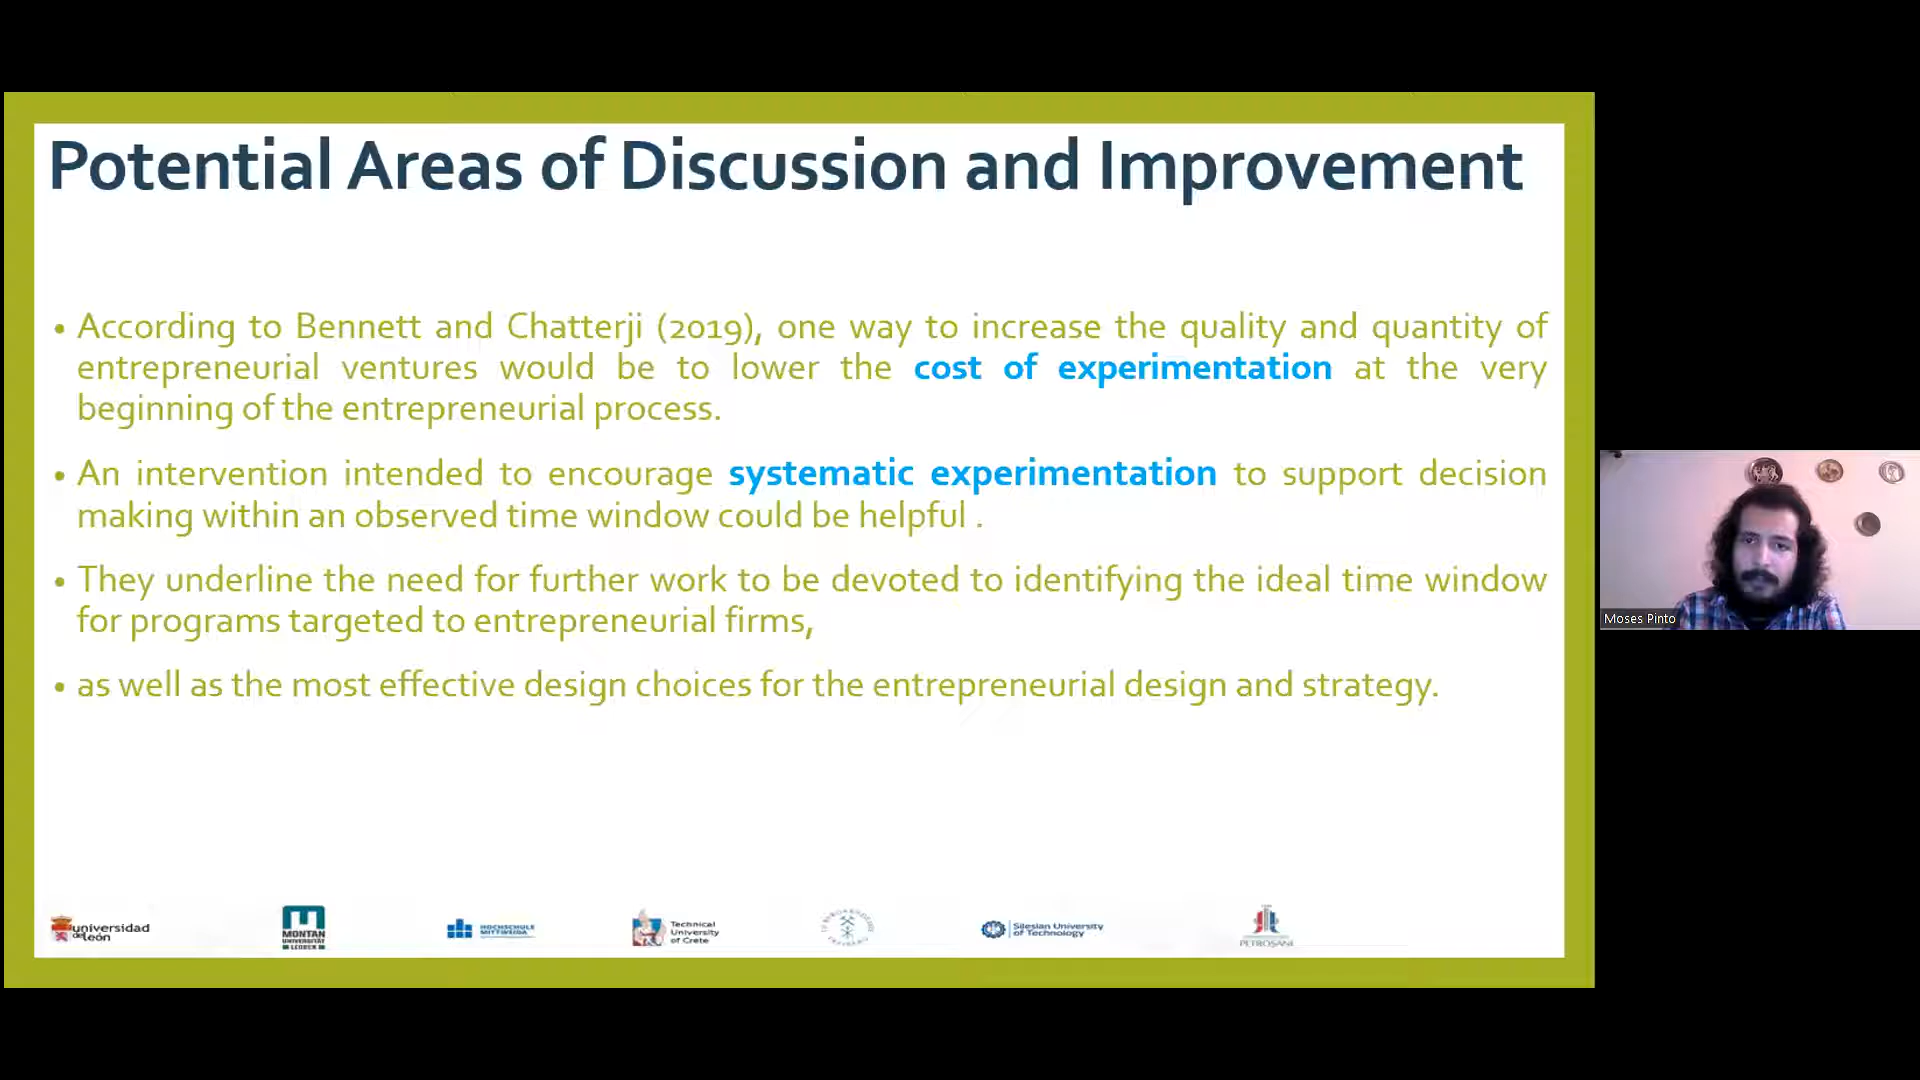 Potential Areas of Discussion and Improvement
• According to Bennett and Chatterji (2019), one way to increase the quality and quantity of
entrepreneurial ventures would be to lower the cost of experimentation at the very
beginning of the entrepreneurial process.
• An intervention intended to encourage systematic experimentation to support decision
making within an observed time window could be helpful .
• They underline the need for further work to be devoted to identifying the ideal time window
for programs targeted to entrepreneurial firms,
• as well as the most effective design choices for the entrepreneurial design and strategy.
Moses Pinto
universidad
de león
MONTAN
UNIVERSITÄT
LEOBEN
HOCHSCHULE
MITTWEIDA
Technical
University
of Crete
Silesian University
of Technology
PETROȘANI